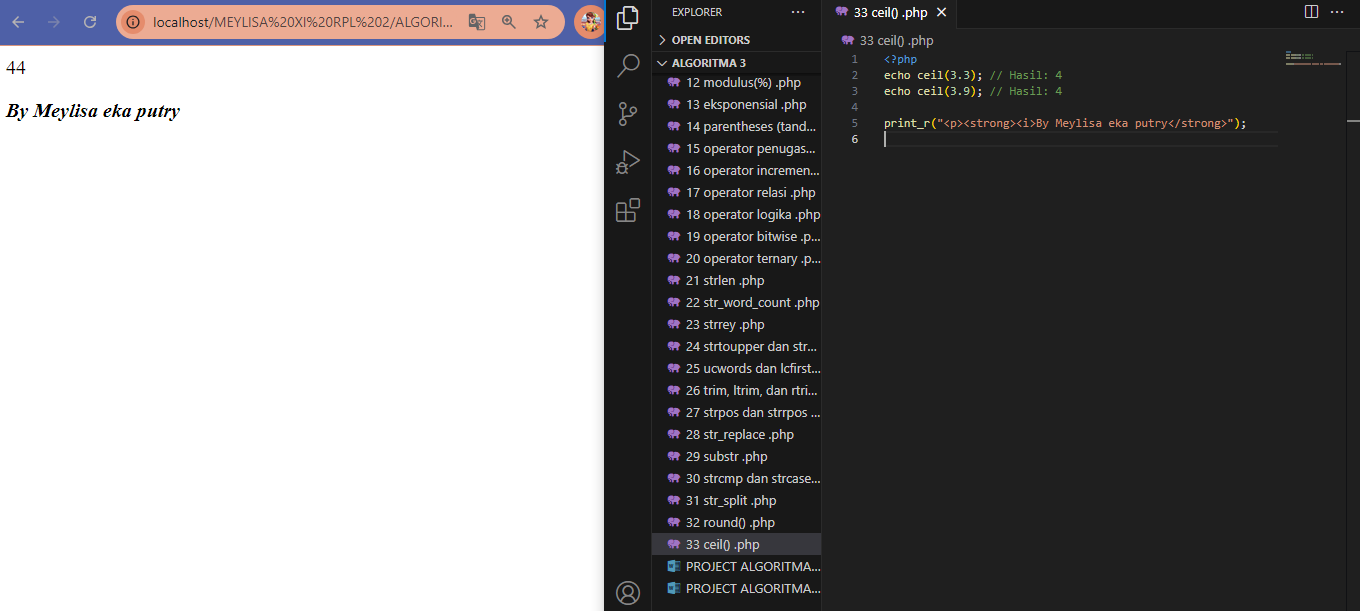 localhost/MEYLISA%20XI%20RPL%202/ALGORI...
44
By Meylisa eka putry
EXPLORER
OPEN EDITORS
ALGORITMA 3
12 modulus(%) .php
13 eksponensial .php
14 parentheses (tand...
15 operator penugas...
16 operator incremen...
17 operator relasi .php
18 operator logika .php
19 operator bitwise .p...
20 operator ternary .p...
21 strlen .php
22 str_word_count .php
23 strrey .php
24 strtoupper dan str...
25 ucwords dan lcfirst...
26 trim, ltrim, dan rtri...
27 strpos dan strrpos ...
28 str_replace .php
29 substr .php
30 strcmp dan strcase...
31 str_split .php
32 round() .php
33 ceil() .php
PROJECT ALGORITMA...
PROJECT ALGORITMA...
33 ceil() .php
33 ceil() .php
1 <?php
2 echo ceil(3.3); // Hasil: 4
3 echo ceil(3.9); // Hasil: 4
4
5 print_r("<p><strong><i>By Meylisa eka putry</strong>");
6